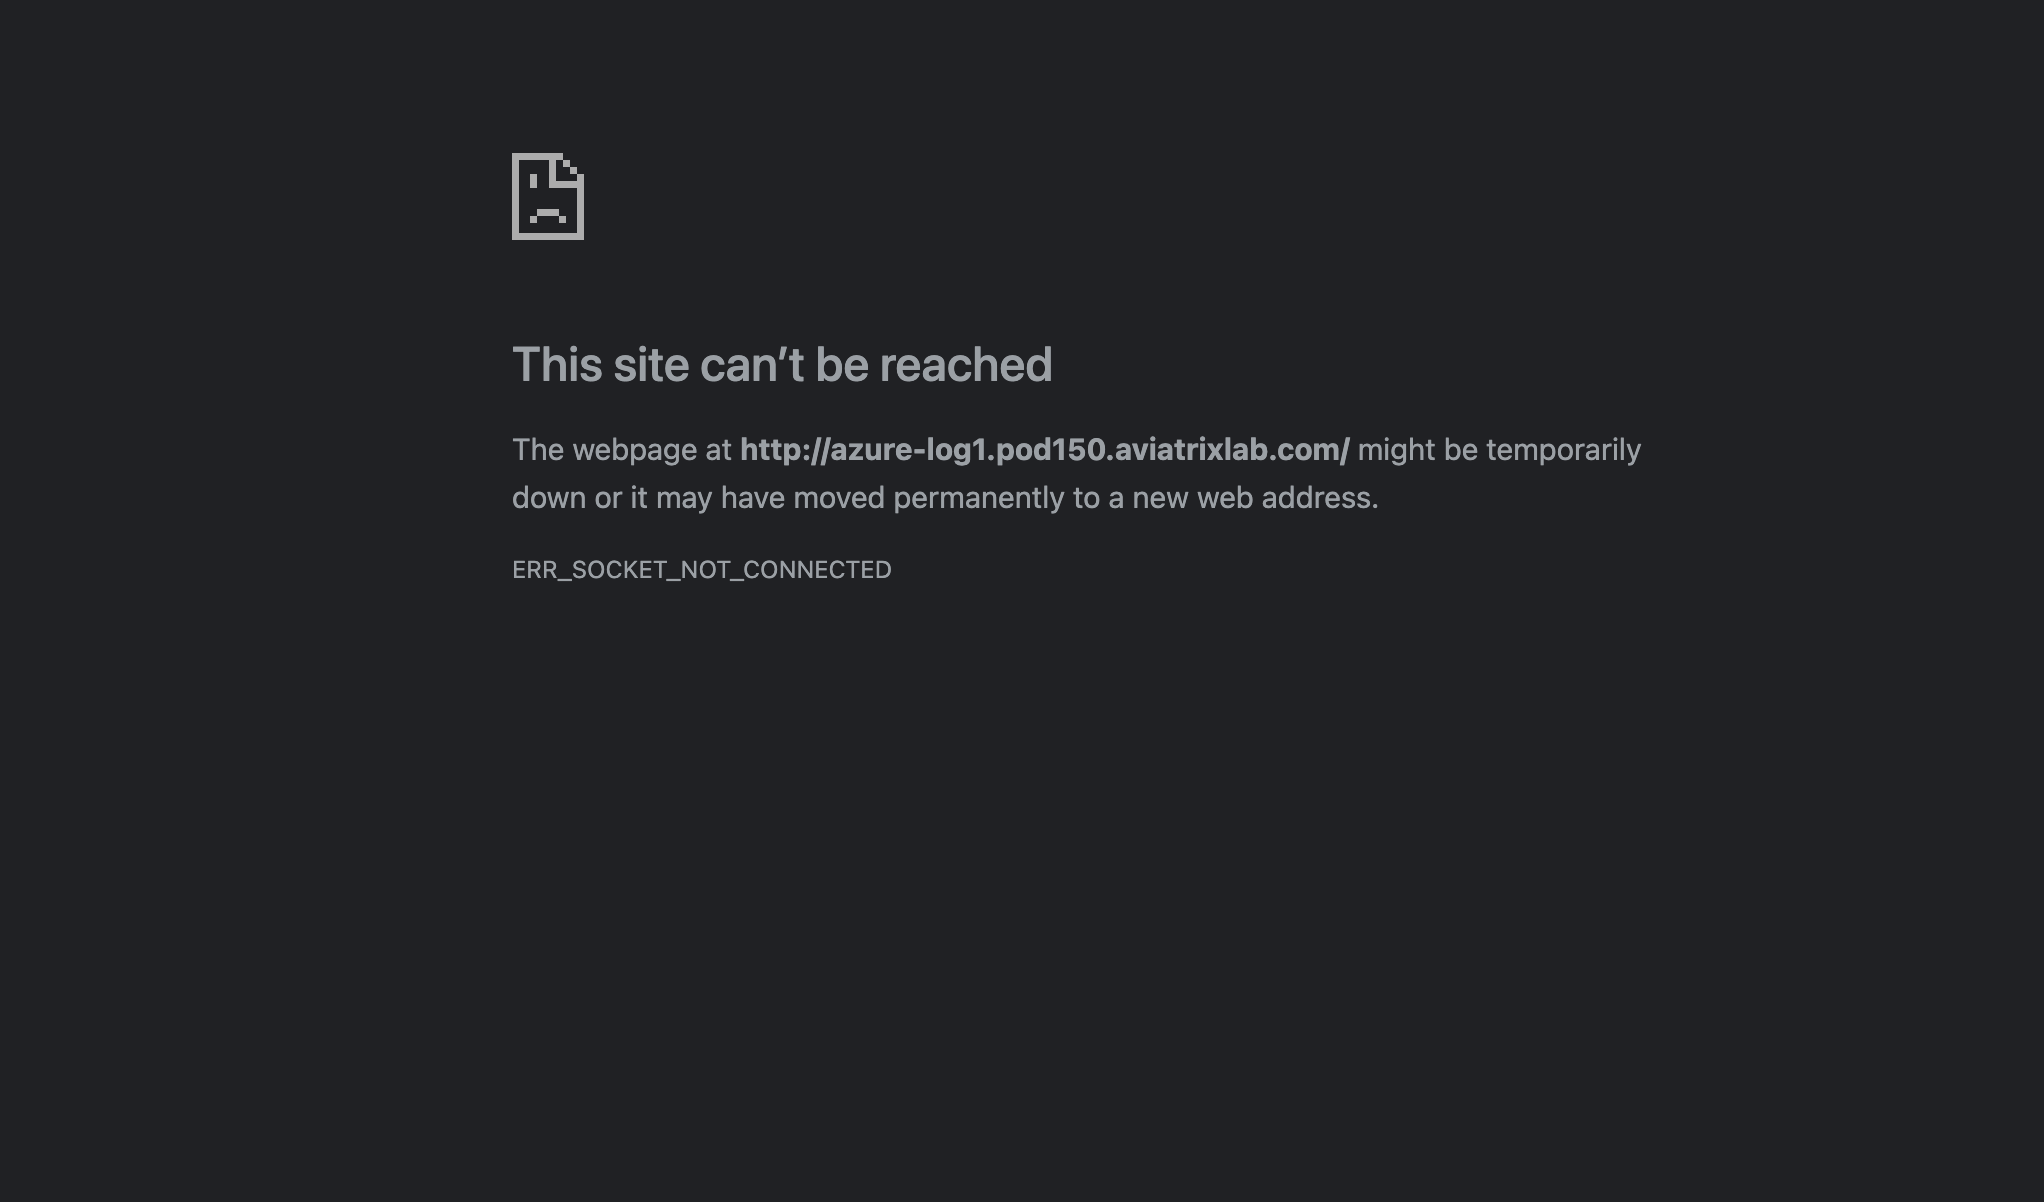 This site can’t be reached
The webpage at http://azure-log1.pod150.aviatrixlab.com/ might be temporarily
down or it may have moved permanently to a new web address.
ERR_SOCKET_NOT_CONNECTED